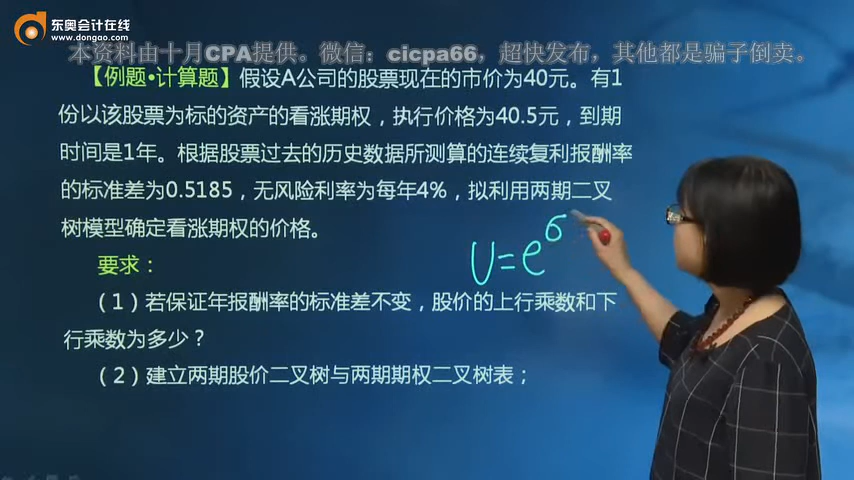 东奥会计在线
www.dongao.com
本资料由十月CPA提供。微信：cicpa66，超快发布，其他都是骗子倒卖。
【例题•计算题】假设A公司的股票现在的市价为40元。有1
份以该股票为标的资产的看涨期权，执行价格为40.5元，到期
时间是1年。根据股票过去的历史数据所测算的连续复利报酬率
的标准差为0.5185，无风险利率为每年4%，拟利用两期二叉
树模型确定看涨期权的价格。
U=e^σ
要求：
（1）若保证年报酬率的标准差不变，股价的上行乘数和下
行乘数为多少？
（2）建立两期股价二叉树与两期期权二叉树表；